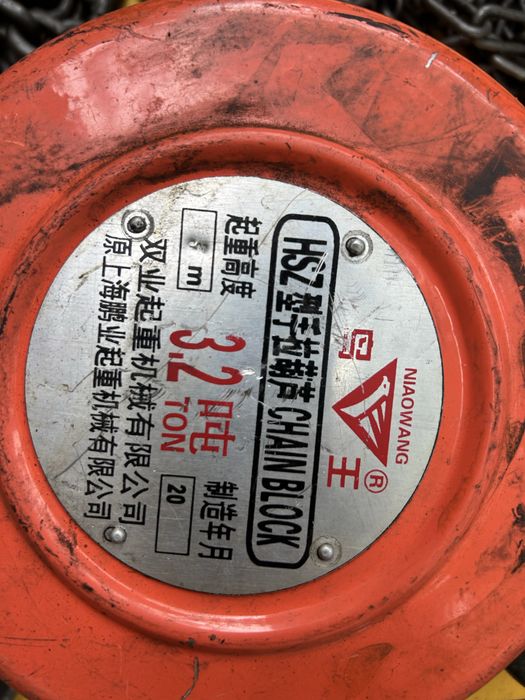 NIAOWANG
鸟 王 ®
HSZ型手拉葫芦 CHAIN BLOCK
起重高度 制造年月
m 3.2吨 20
TON
双业起重机械有限公司
原上海鹏业起重机械有限公司